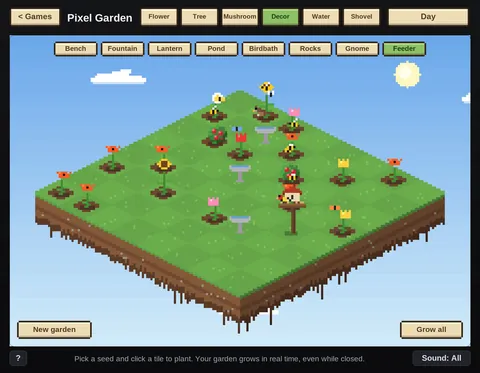 < Games
Pixel Garden
Flower
Tree
Mushroom
Decor
Water
Shovel
Day
Bench
Fountain
Lantern
Pond
Birdbath
Rocks
Gnome
Feeder
New garden
Grow all
?
Pick a seed and click a tile to plant. Your garden grows in real time, even while closed.
Sound: All